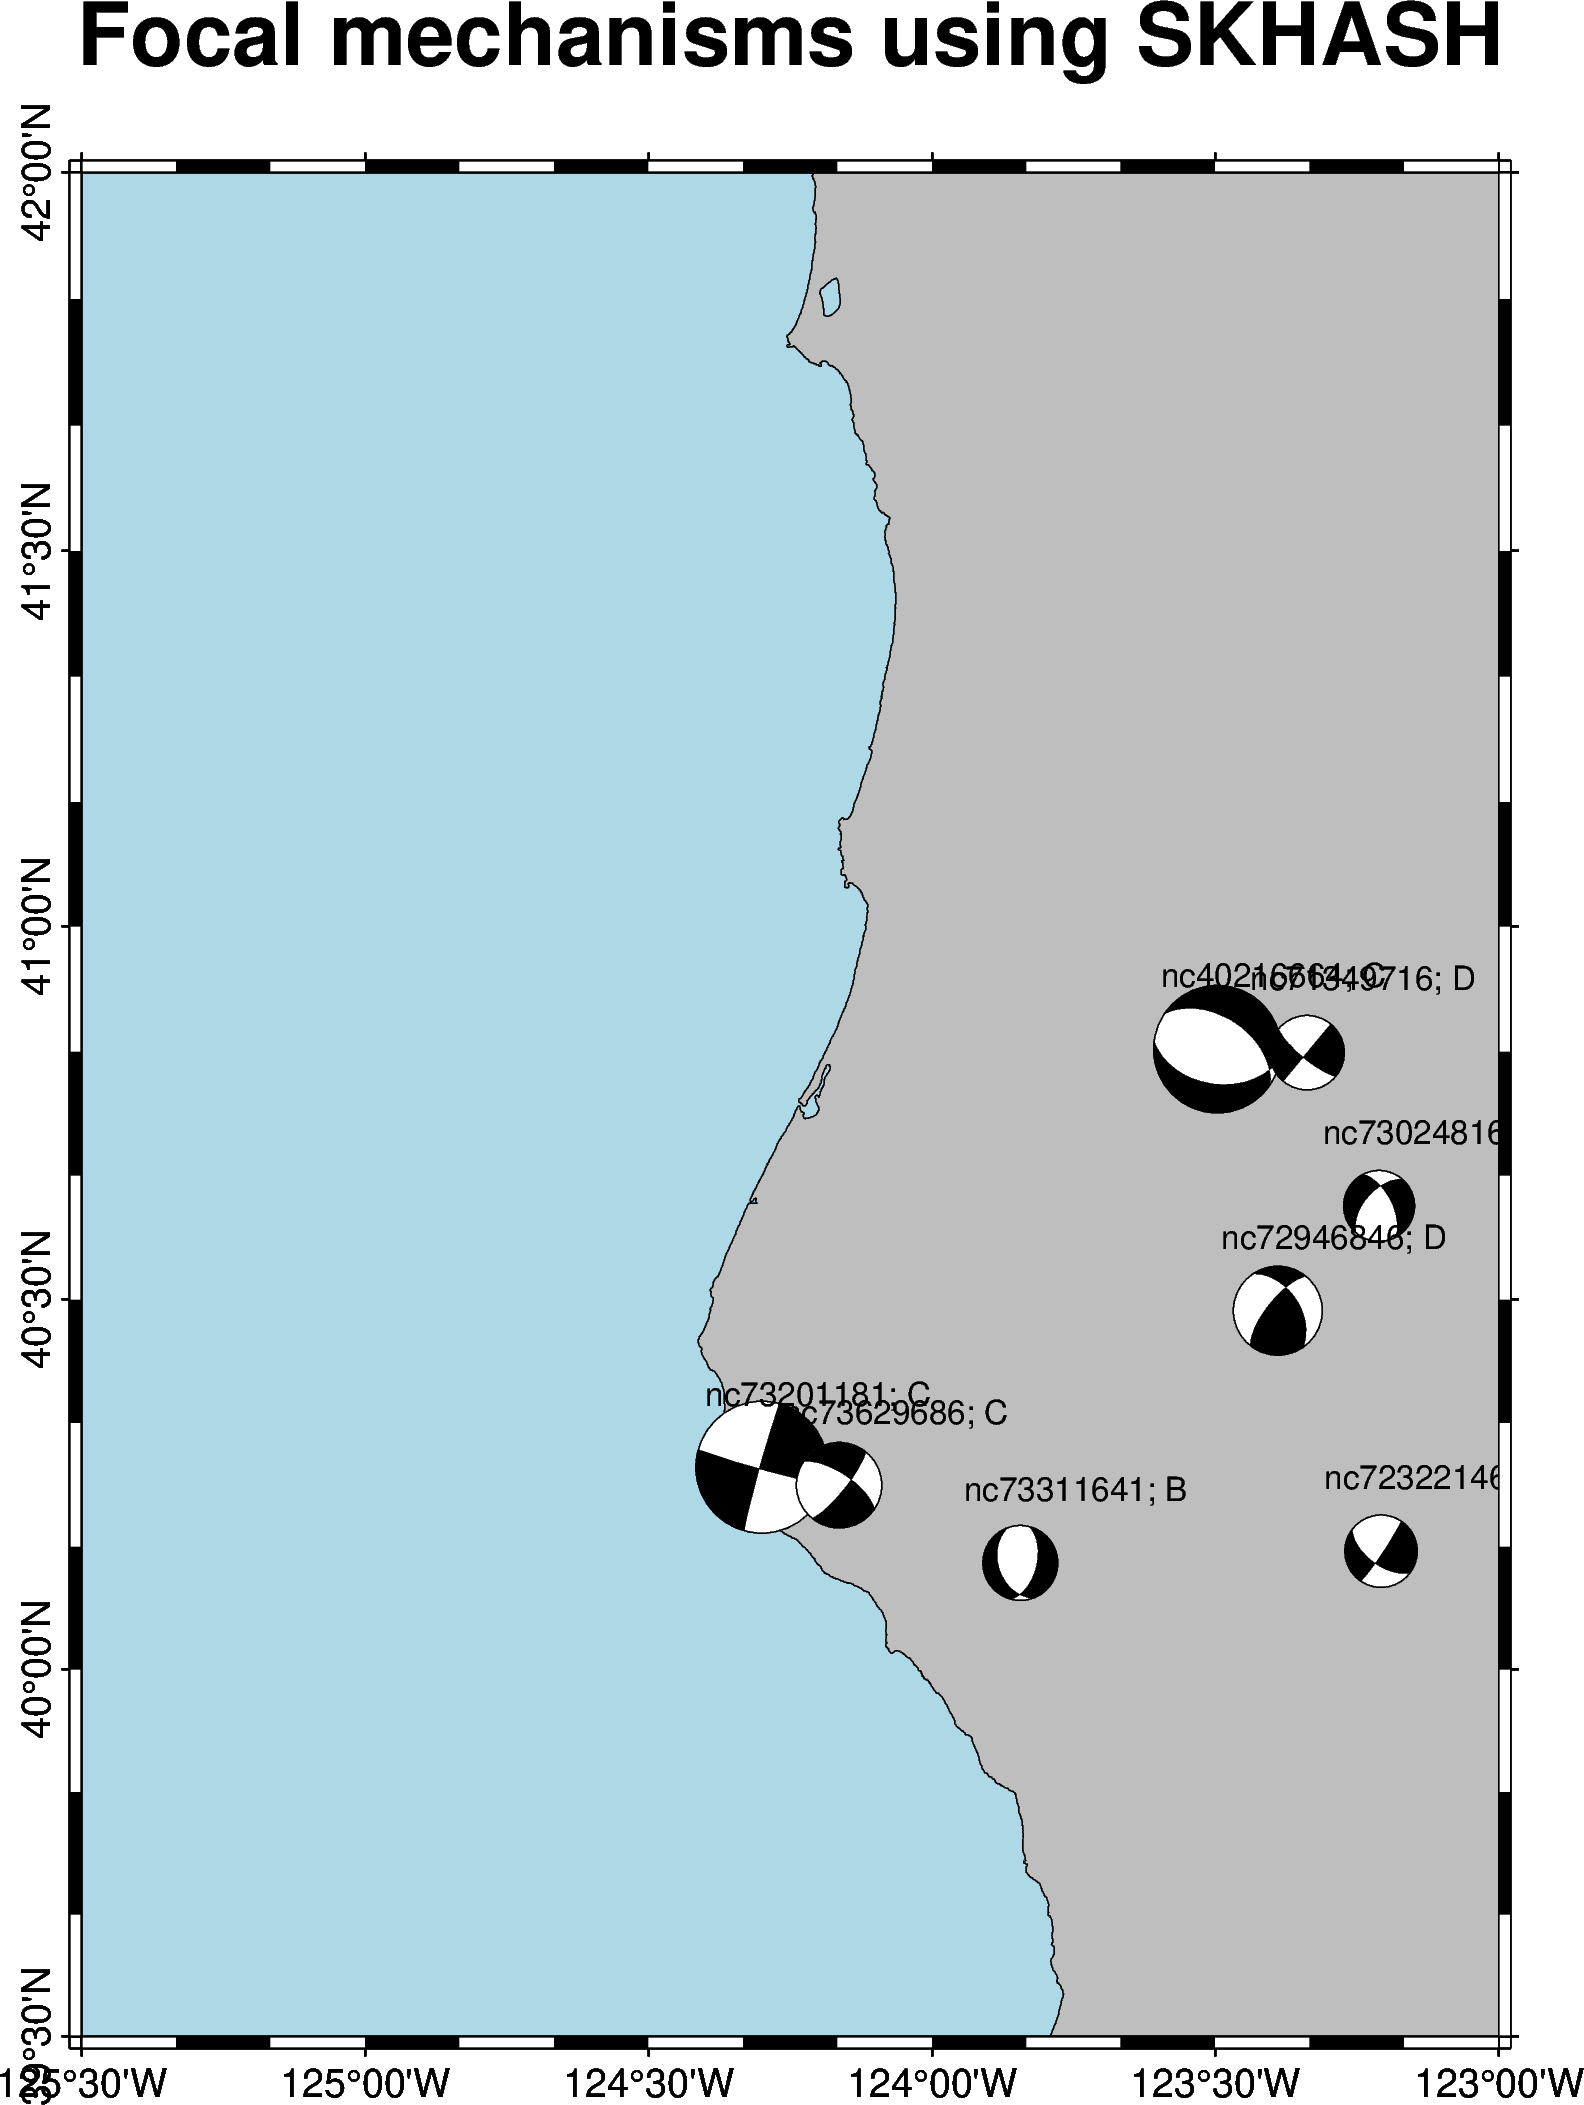 Focal mechanisms using SKHASH
42°00'N
41°30'N
41°00'N
nc40216664; C
nc71349716; D
nc73024816
nc72946846; D
40°30'N
nc73201181; C
nc73629686; C
nc72322146
nc73311641; B
40°00'N
39°30'N
125°30'W 125°00'W 124°30'W 124°00'W 123°30'W 123°00'W